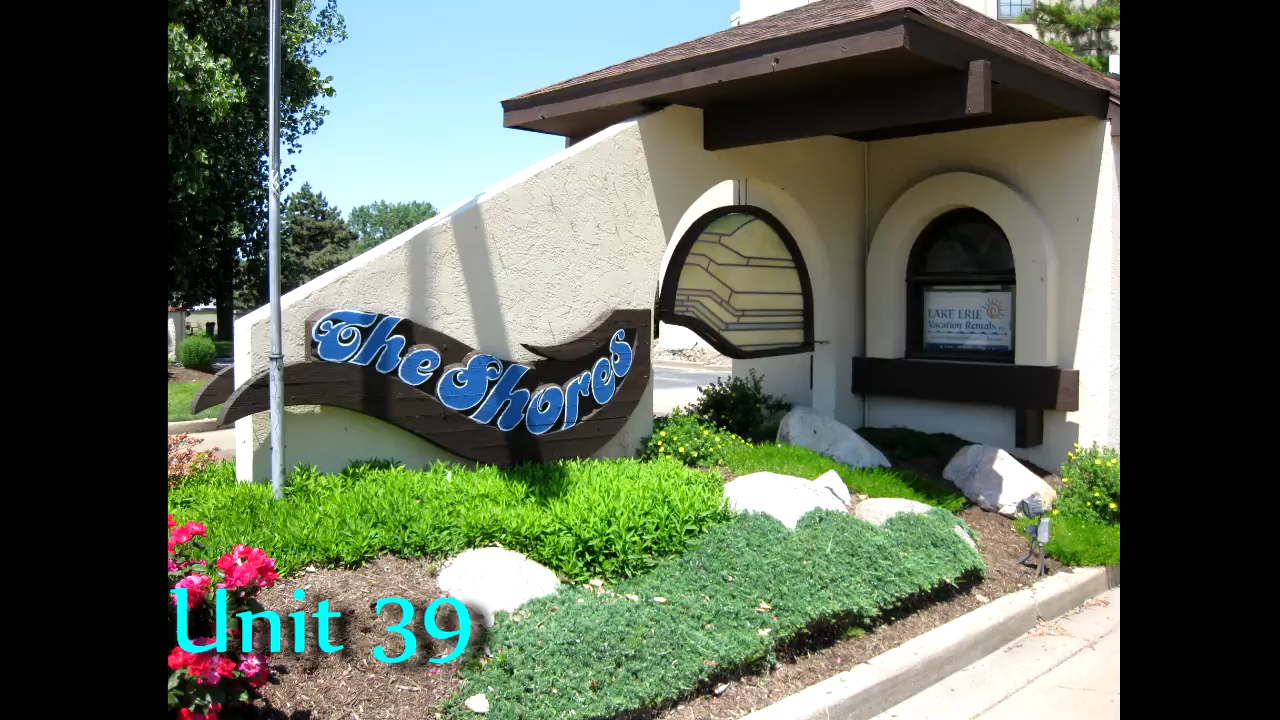 The Shores
LAKE ERIE
Vacation Rentals
Unit 39